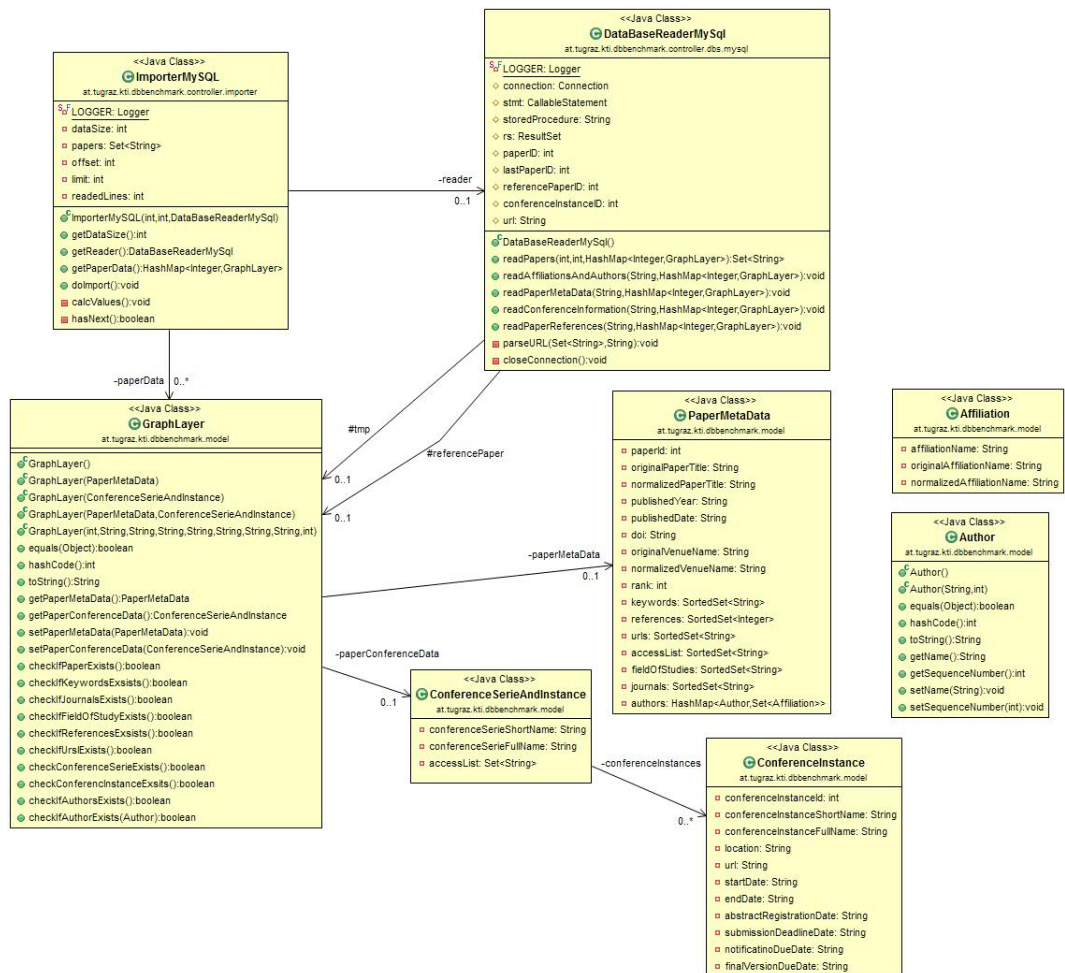 <<Java Class>>
ImporterMySQL
at.tugraz.kti.dbbenchmark.controller.importer
LOGGER: Logger
dataSize: int
papers: Set<String>
offset: int
limit: int
readedLines: int
ImporterMySQL(int,int,DataBaseReaderMySql)
getDataSize():int
getReader():DataBaseReaderMySql
getPaperData():HashMap<Integer,GraphLayer>
doImport():void
calcValues():void
hasNext():boolean
<<Java Class>>
DataBaseReaderMySql
at.tugraz.kti.dbbenchmark.controller.dbs.mysql
LOGGER: Logger
connection: Connection
stmt: CallableStatement
storedProcedure: String
rs: ResultSet
paperID: int
lastPaperID: int
referencePaperID: int
conferenceInstanceID: int
url: String
DataBaseReaderMySql()
readPapers(int,int,HashMap<Integer,GraphLayer>):Set<String>
readAffiliationsAndAuthors(String,HashMap<Integer,GraphLayer>):void
readPaperMetaData(String,HashMap<Integer,GraphLayer>):void
readConferenceInformation(String,HashMap<Integer,GraphLayer>):void
readPaperReferences(String,HashMap<Integer,GraphLayer>):void
parseURL(Set<String>,String):void
closeConnection():void
-reader
0..1
-paperData
0..*
#tmp
0..1
#referencePaper
0..1
<<Java Class>>
GraphLayer
at.tugraz.kti.dbbenchmark.model
GraphLayer()
GraphLayer(PaperMetaData)
GraphLayer(ConferenceSerieAndInstance)
GraphLayer(PaperMetaData,ConferenceSerieAndInstance)
GraphLayer(int,String,String,String,String,String,String,String,int)
equals(Object):boolean
hashCode():int
toString():String
getPaperMetaData():PaperMetaData
getPaperConferenceData():ConferenceSerieAndInstance
setPaperMetaData(PaperMetaData):void
setPaperConferenceData(ConferenceSerieAndInstance):void
checkIfPaperExists():boolean
checkIfKeywordsExsists():boolean
checkIfJournalsExists():boolean
checkIfFieldOfStudyExists():boolean
checkIfReferencesExsists():boolean
checkIfUrslExists():boolean
checkConferenceSerieExists():boolean
checkConferencInstanceExsits():boolean
checkIfAuthorsExists():boolean
checkIfAuthorExists(Author):boolean
-paperMetaData
0..1
-paperConferenceData
0..1
<<Java Class>>
PaperMetaData
at.tugraz.kti.dbbenchmark.model
paperId: int
originalPaperTitle: String
normalizedPaperTitle: String
publishedYear: String
publishedDate: String
doi: String
originalVenueName: String
normalizedVenueName: String
rank: int
keywords: SortedSet<String>
references: SortedSet<Integer>
urls: SortedSet<String>
accessList: SortedSet<String>
fieldOfStudies: SortedSet<String>
journals: SortedSet<String>
authors: HashMap<Author,Set<Affiliation>>
<<Java Class>>
Affiliation
at.tugraz.kti.dbbenchmark.model
affiliationName: String
originalAffiliationName: String
normalizedAffiliationName: String
<<Java Class>>
Author
at.tugraz.kti.dbbenchmark.model
Author()
Author(String,int)
equals(Object):boolean
hashCode():int
toString():String
getName():String
getSequenceNumber():int
setName(String):void
setSequenceNumber(int):void
<<Java Class>>
ConferenceSerieAndInstance
at.tugraz.kti.dbbenchmark.model
conferenceSerieShortName: String
conferenceSerieFullName: String
accessList: Set<String>
-conferenceInstances
0..*
<<Java Class>>
ConferenceInstance
at.tugraz.kti.dbbenchmark.model
conferenceInstanceId: int
conferenceInstanceShortName: String
conferenceInstanceFullName: String
location: String
url: String
startDate: String
endDate: String
abstractRegistrationDate: String
submissionDeadlineDate: String
notificatinoDueDate: String
finalVersionDueDate: String